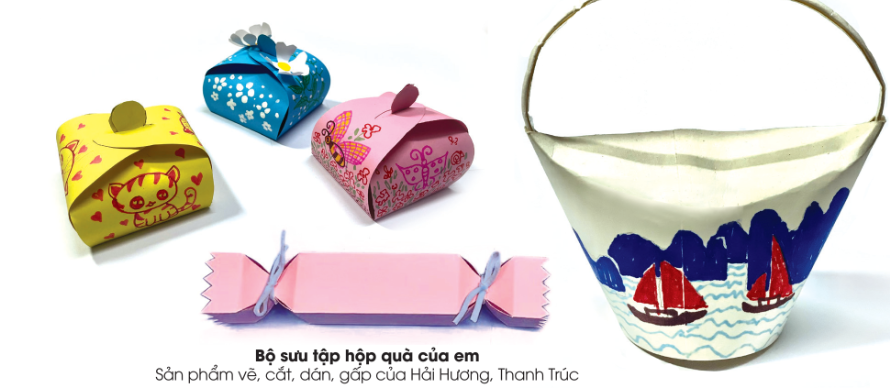 Bộ sưu tập hộp quà của em
Sản phẩm vẽ, cắt, dán, gấp của Hải Hương, Thanh Trúc